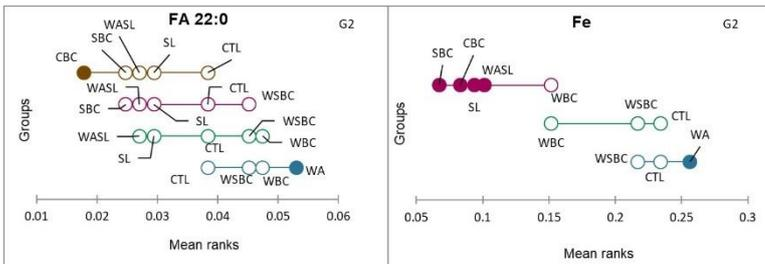 FA 22:0
G2
WASL
SBC
SL
CTL
CBC
WASL
CTL
WSBC
SBC
SL
WSBC
WASL
CTL
WBC
SL
CTL
WSBC
WBC
WA
Groups
0.01 0.02 0.03 0.04 0.05 0.06
Mean ranks
Fe
G2
SBC
CBC
WASL
SL
WBC
WSBC
CTL
WBC
WA
WSBC
CTL
Groups
0.05 0.1 0.15 0.2 0.25 0.3
Mean ranks